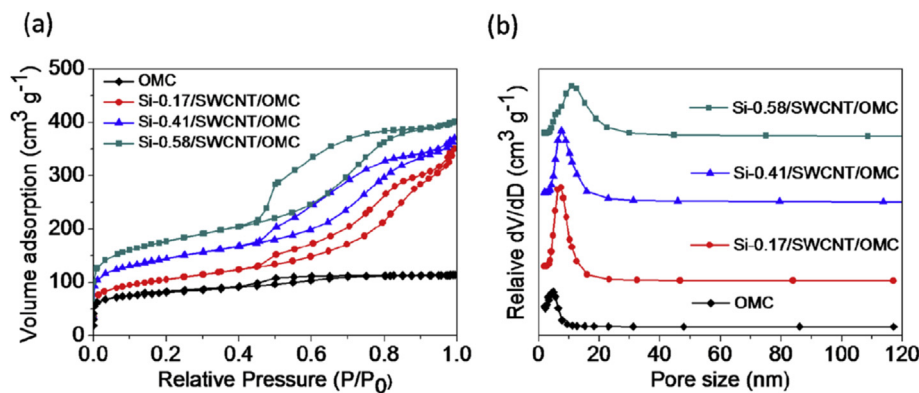 (a)
Volume adsorption (cm³ g⁻¹)
500
400
300
200
100
0
OMC
Si-0.17/SWCNT/OMC
Si-0.41/SWCNT/OMC
Si-0.58/SWCNT/OMC
0.0 0.2 0.4 0.6 0.8 1.0
Relative Pressure (P/P₀)
(b)
Relaive dV/dD (cm³ g⁻¹)
Si-0.58/SWCNT/OMC
Si-0.41/SWCNT/OMC
Si-0.17/SWCNT/OMC
OMC
0 20 40 60 80 100 120
Pore size (nm)